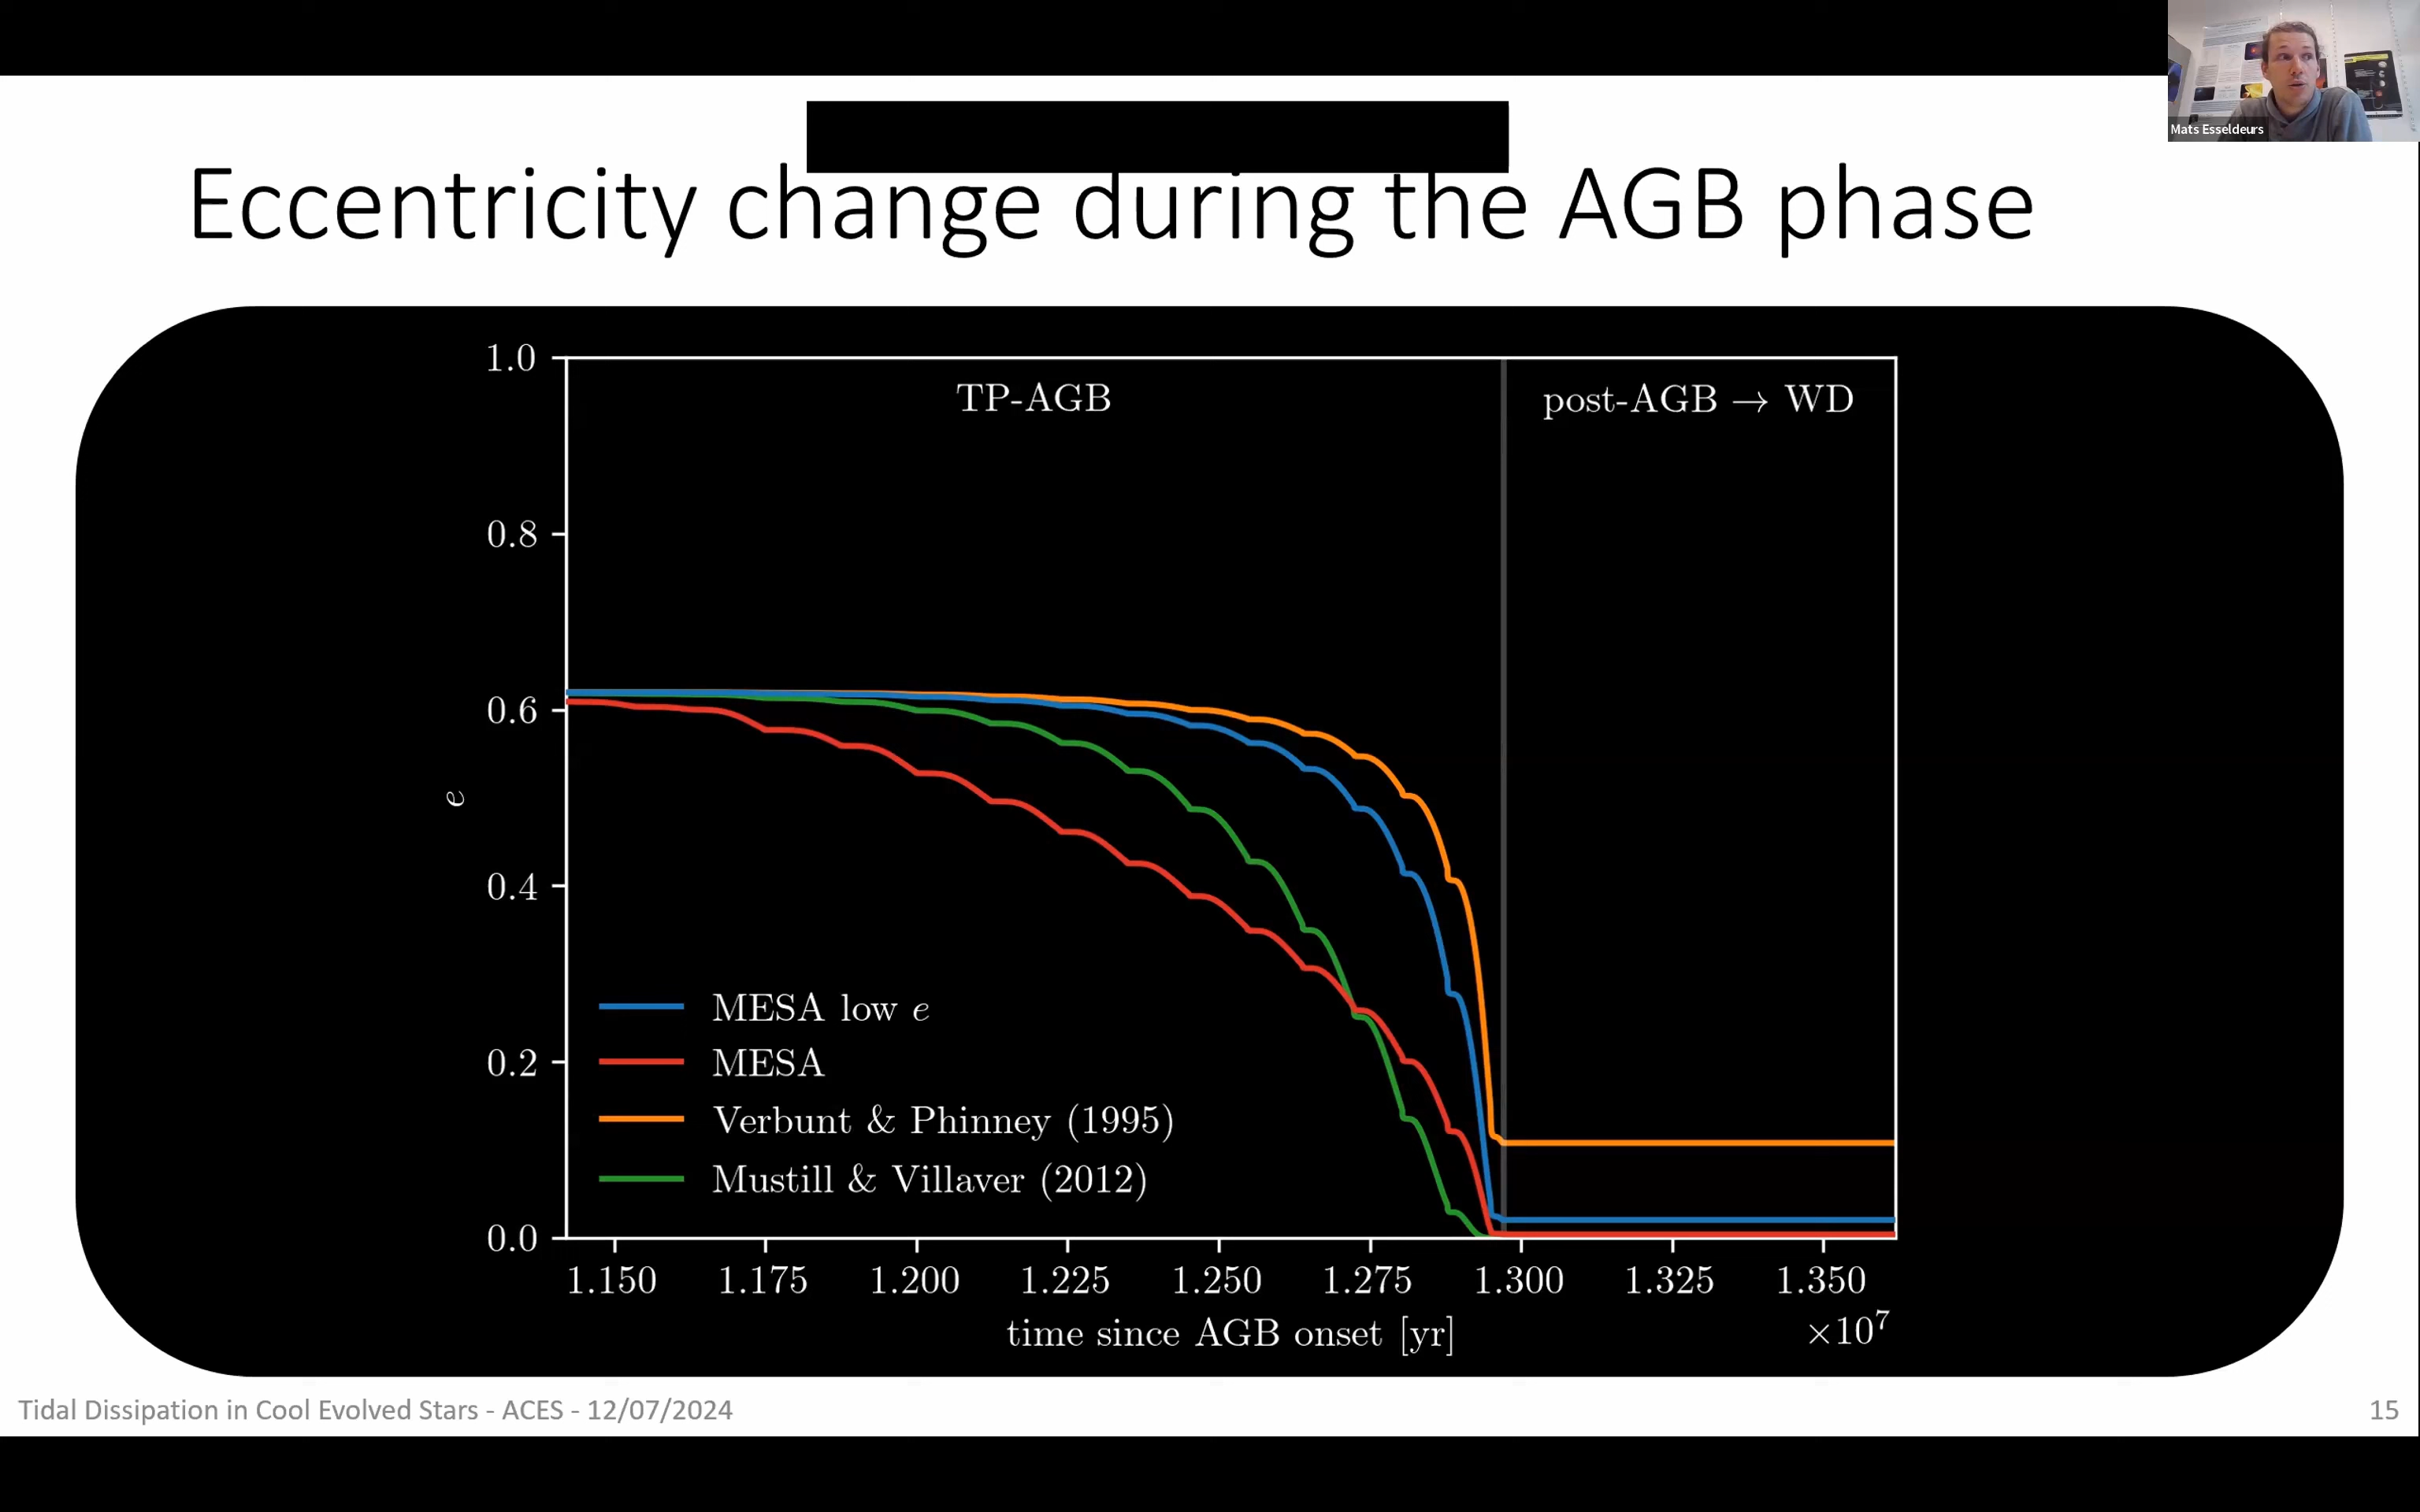 Mats Esseldeurs
Eccentricity change during the AGB phase
1.0
0.8
0.6
0.4
0.2
0.0
e
TP-AGB
post-AGB → WD
MESA low e
MESA
Verbunt & Phinney (1995)
Mustill & Villaver (2012)
1.150 1.175 1.200 1.225 1.250 1.275 1.300 1.325 1.350
×10⁷
time since AGB onset [yr]
Tidal Dissipation in Cool Evolved Stars - ACES - 12/07/2024
15